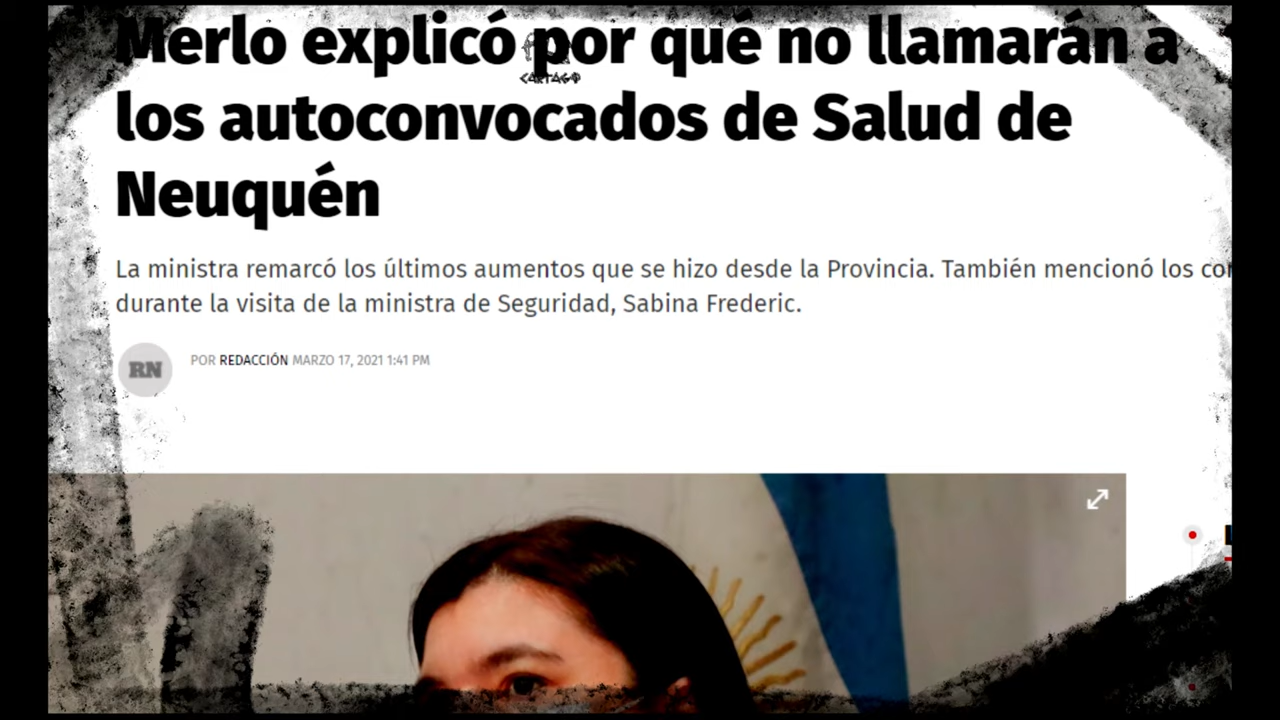 Merlo explicó por qué no llamarán a
CARTAGO
los autoconvocados de Salud de
Neuquén
La ministra remarcó los últimos aumentos que se hizo desde la Provincia. También mencionó los
durante la visita de la ministra de Seguridad, Sabina Frederic.
RN
POR REDACCIÓN MARZO 17, 2021 1:41 PM